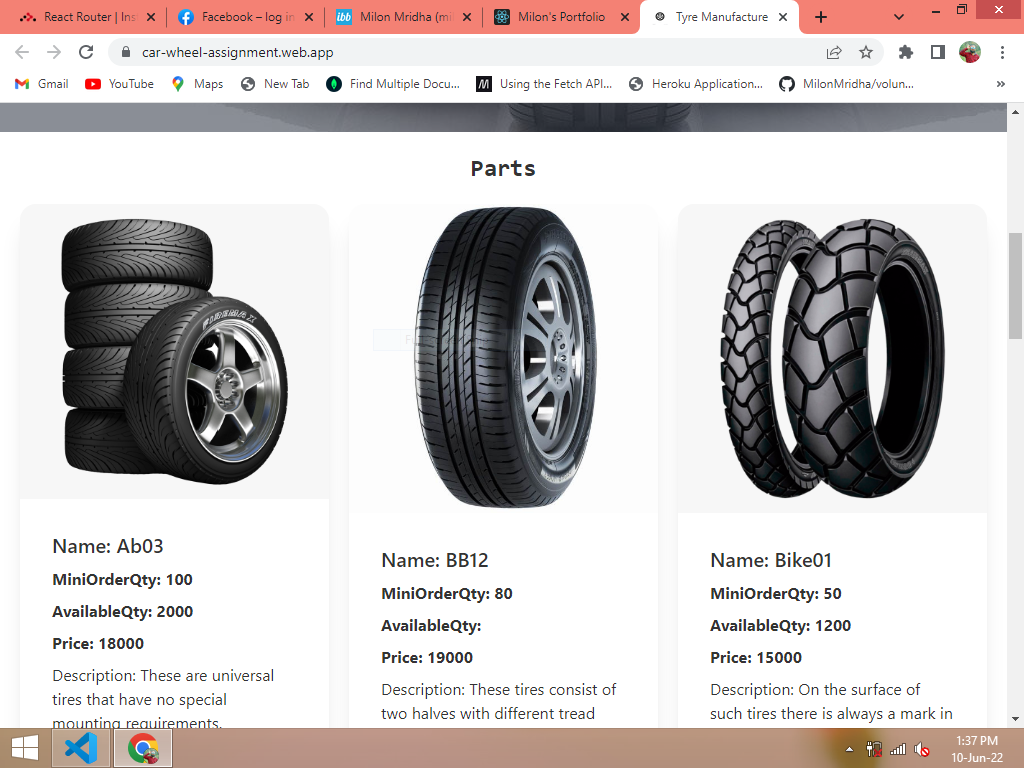 React Router | Inst
Facebook – log in
Milon Mridha (mil
Milon's Portfolio
Tyre Manufacture
car-wheel-assignment.web.app
Gmail
YouTube
Maps
New Tab
Find Multiple Docu...
Using the Fetch API...
Heroku Application...
MilonMridha/volun...
»
Parts
FIREMAX
Name: Ab03
MiniOrderQty: 100
AvailableQty: 2000
Price: 18000
Description: These are universal
tires that have no special
mounting requirements.
Name: BB12
MiniOrderQty: 80
AvailableQty:
Price: 19000
Description: These tires consist of
two halves with different tread
Name: Bike01
MiniOrderQty: 50
AvailableQty: 1200
Price: 15000
Description: On the surface of
such tires there is always a mark in
1:37 PM
10-Jun-22